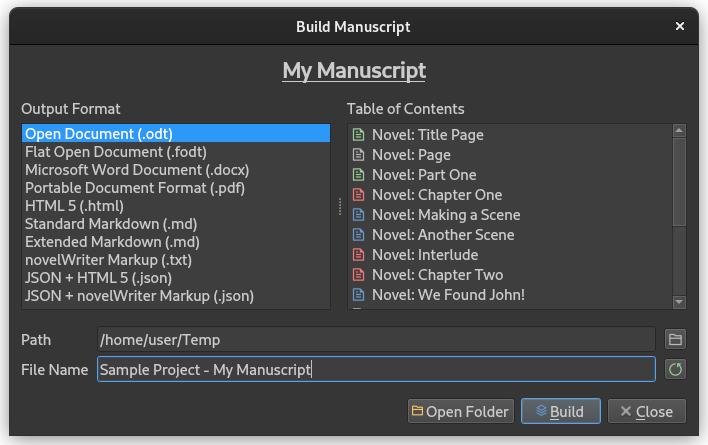 Build Manuscript
My Manuscript
Output Format
Open Document (.odt)
Flat Open Document (.fodt)
Microsoft Word Document (.docx)
Portable Document Format (.pdf)
HTML 5 (.html)
Standard Markdown (.md)
Extended Markdown (.md)
novelWriter Markup (.txt)
JSON + HTML 5 (.json)
JSON + novelWriter Markup (.json)
Table of Contents
Novel: Title Page
Novel: Page
Novel: Part One
Novel: Chapter One
Novel: Making a Scene
Novel: Another Scene
Novel: Interlude
Novel: Chapter Two
Novel: We Found John!
Path /home/user/Temp
File Name Sample Project - My Manuscript
Open Folder Build Close